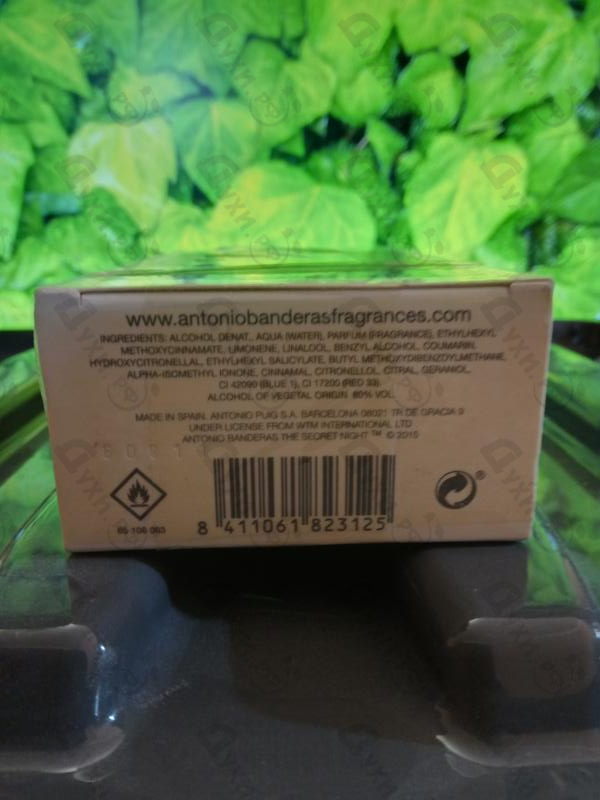 www.antoniobanderasfragrances.com
INGREDIENTS: ALCOHOL DENAT., AQUA (WATER), PARFUM (FRAGRANCE), ETHYLHEXYL
METHOXYCINNAMATE, LIMONENE, LINALOOL, BENZYL ALCOHOL, COUMARIN,
HYDROXYCITRONELLAL, ETHYLHEXYL SALICYLATE, BUTYL METHOXYDIBENZOYLMETHANE,
ALPHA-ISOMETHYL IONONE, CINNAMAL, CITRONELLOL, CITRAL, GERANIOL,
CI 42090 (BLUE 1), CI 17200 (RED 33).
ALCOHOL OF VEGETAL ORIGIN 80% VOL.
MADE IN SPAIN. ANTONIO PUIG S.A. BARCELONA 08021 TR DE GRACIA 9
UNDER LICENSE FROM WTM INTERNATIONAL LTD
ANTONIO BANDERAS THE SECRET NIGHT ™ © 2015
8 411061 823125
Духи.рф